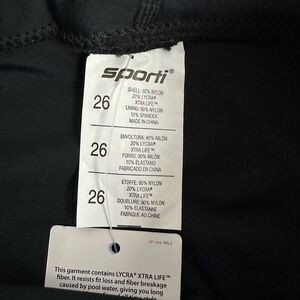 sporti®
SHELL: 80% NYLON
20% LYCRA®
XTRA LIFE™
LINING: 90% NYLON
10% SPANDEX
MADE IN CHINA
26
ENVOLTURA: 80% NILÓN
20% LYCRA®
XTRA LIFE™
FORRO: 90% NILÓN
10% ELASTANO
FABRICADO EN CHINA
26
ETOFFE: 80% NYLON
20% LYCRA®
XTRA LIFE™
DOUBLURE: 90% NYLON
10% ELASTANNE
FABRIQUE AU CHINE
26
This garment contains LYCRA® XTRA LIFE™
fiber. It resists fit loss and fiber breakage
caused by pool water, giving you long